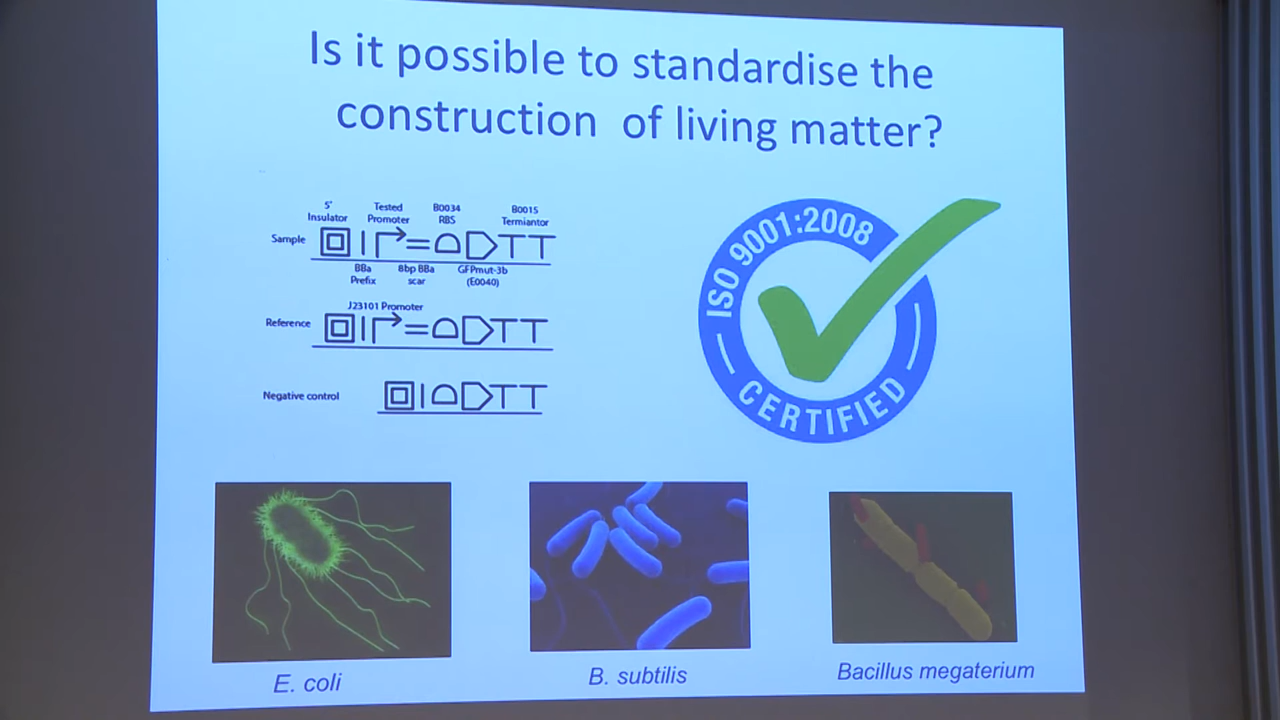 Is it possible to standardise the
construction of living matter?
5'
Insulator
Tested
Promoter
B0034
RBS
B0015
Termiantor
Sample
BBa
Prefix
8bp BBa
scar
GFPmut-3b
(E0040)
J23101 Promoter
Reference
Negative control
ISO 9001:2008
CERTIFIED
E. coli
B. subtilis
Bacillus megaterium